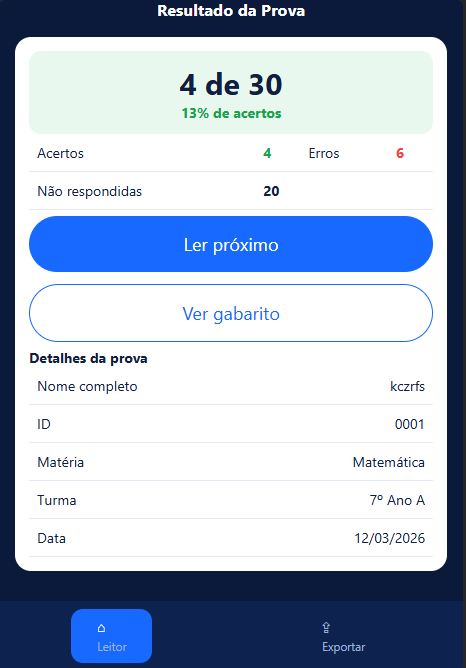 Resultado da Prova
4 de 30
13% de acertos
Acertos 4 Erros 6
Não respondidas 20
Ler próximo
Ver gabarito
Detalhes da prova
Nome completo kczrfs
ID 0001
Matéria Matemática
Turma 7º Ano A
Data 12/03/2026
Leitor Exportar